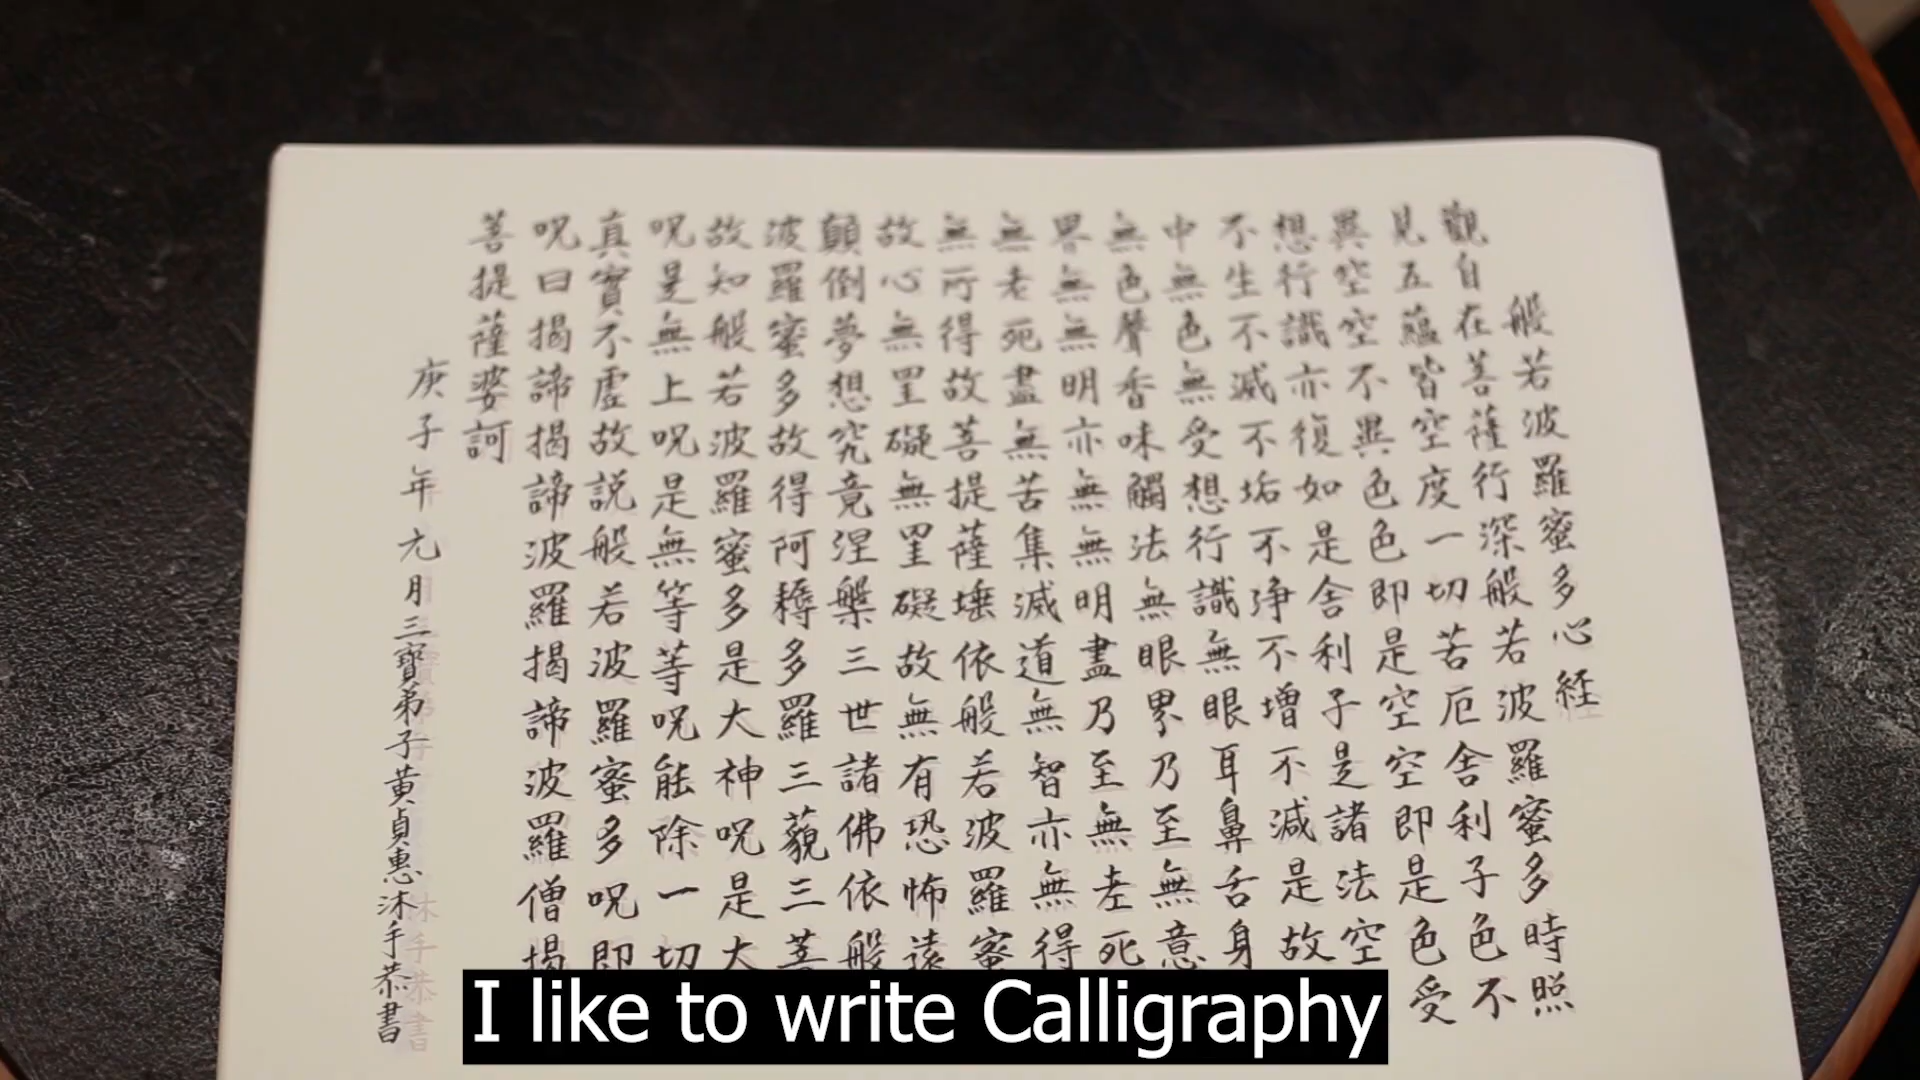 般若波羅蜜多心経
觀自在菩薩行深般若波羅蜜多時照
見五蘊皆空度一切苦厄舍利子色不
異空空不異色色即是空空即是色受
想行識亦復如是舍利子是諸法空
不生不滅不垢不淨不增不減是故
中無色無受想行識無眼耳鼻舌身
無色聲香味觸法無眼界乃至無意
界無無明亦無無明盡乃至無老死
無老死盡無苦集滅道無智亦無得
無所得故菩提薩埵依般若波羅蜜
故心無罣礙無罣礙故無有恐怖遠
顛倒夢想究竟涅槃三世諸佛依般
波羅蜜多故得阿耨多羅三藐三菩
故知般若波羅蜜多是大神呪是大
呪是無上呪是無等等呪能除一切
真實不虛故説般若波羅蜜多呪即
呪曰揭諦揭諦波羅揭諦波羅僧揭
菩提薩婆訶
庚子年元月三寶弟子黃貞惠沐手恭書
I like to write Calligraphy